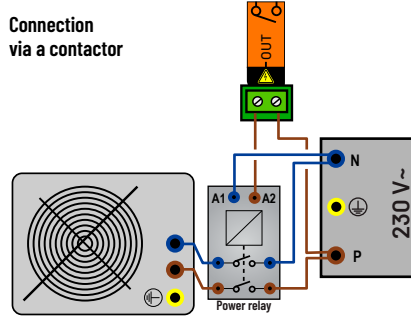 Connection
via a contactor
OUT
A1 A2
N
230 V~
P
Power relay